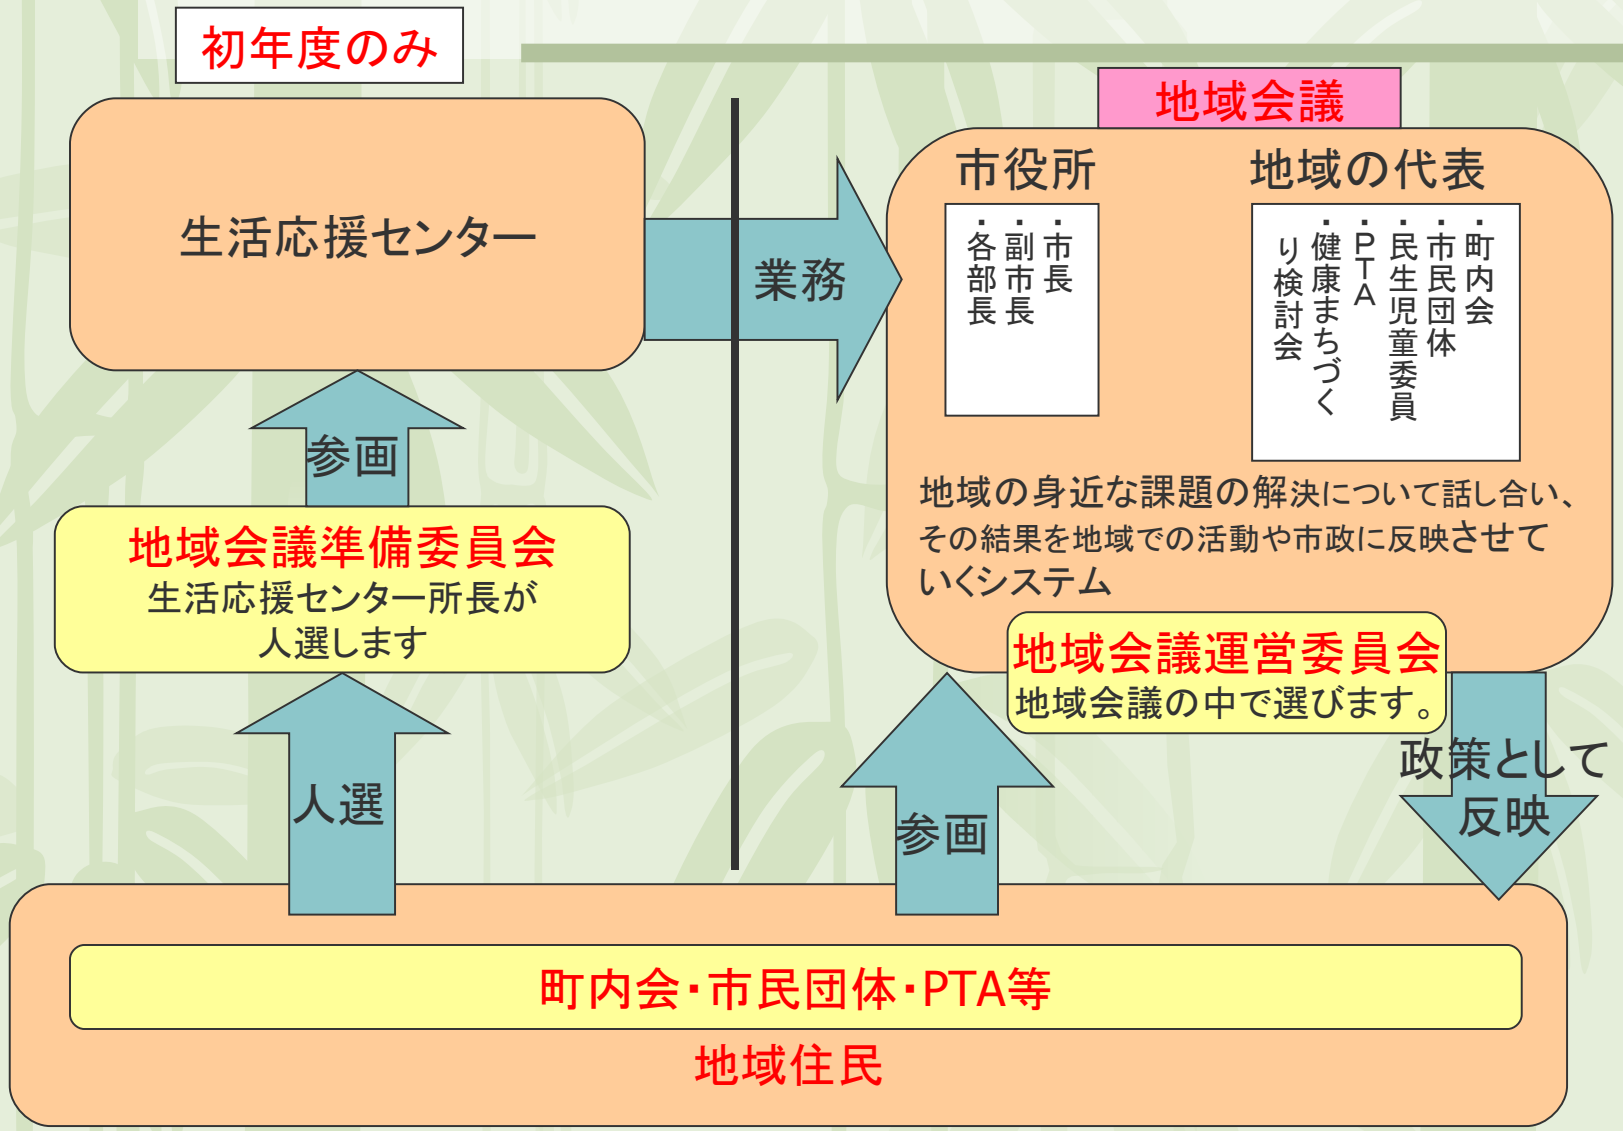 初年度のみ
生活応援センター
参画
地域会議準備委員会
生活応援センター所長が
人選します
人選
業務
地域会議
市役所
・市長
・副市長
・各部長
地域の代表
・町内会
・市民団体
・民生児童委員
・PTA
・健康まちづく
り検討会
地域の身近な課題の解決について話し合い、
その結果を地域での活動や市政に反映させて
いくシステム
地域会議運営委員会
地域会議の中で選びます。
参画
政策として
反映
町内会・市民団体・PTA等
地域住民